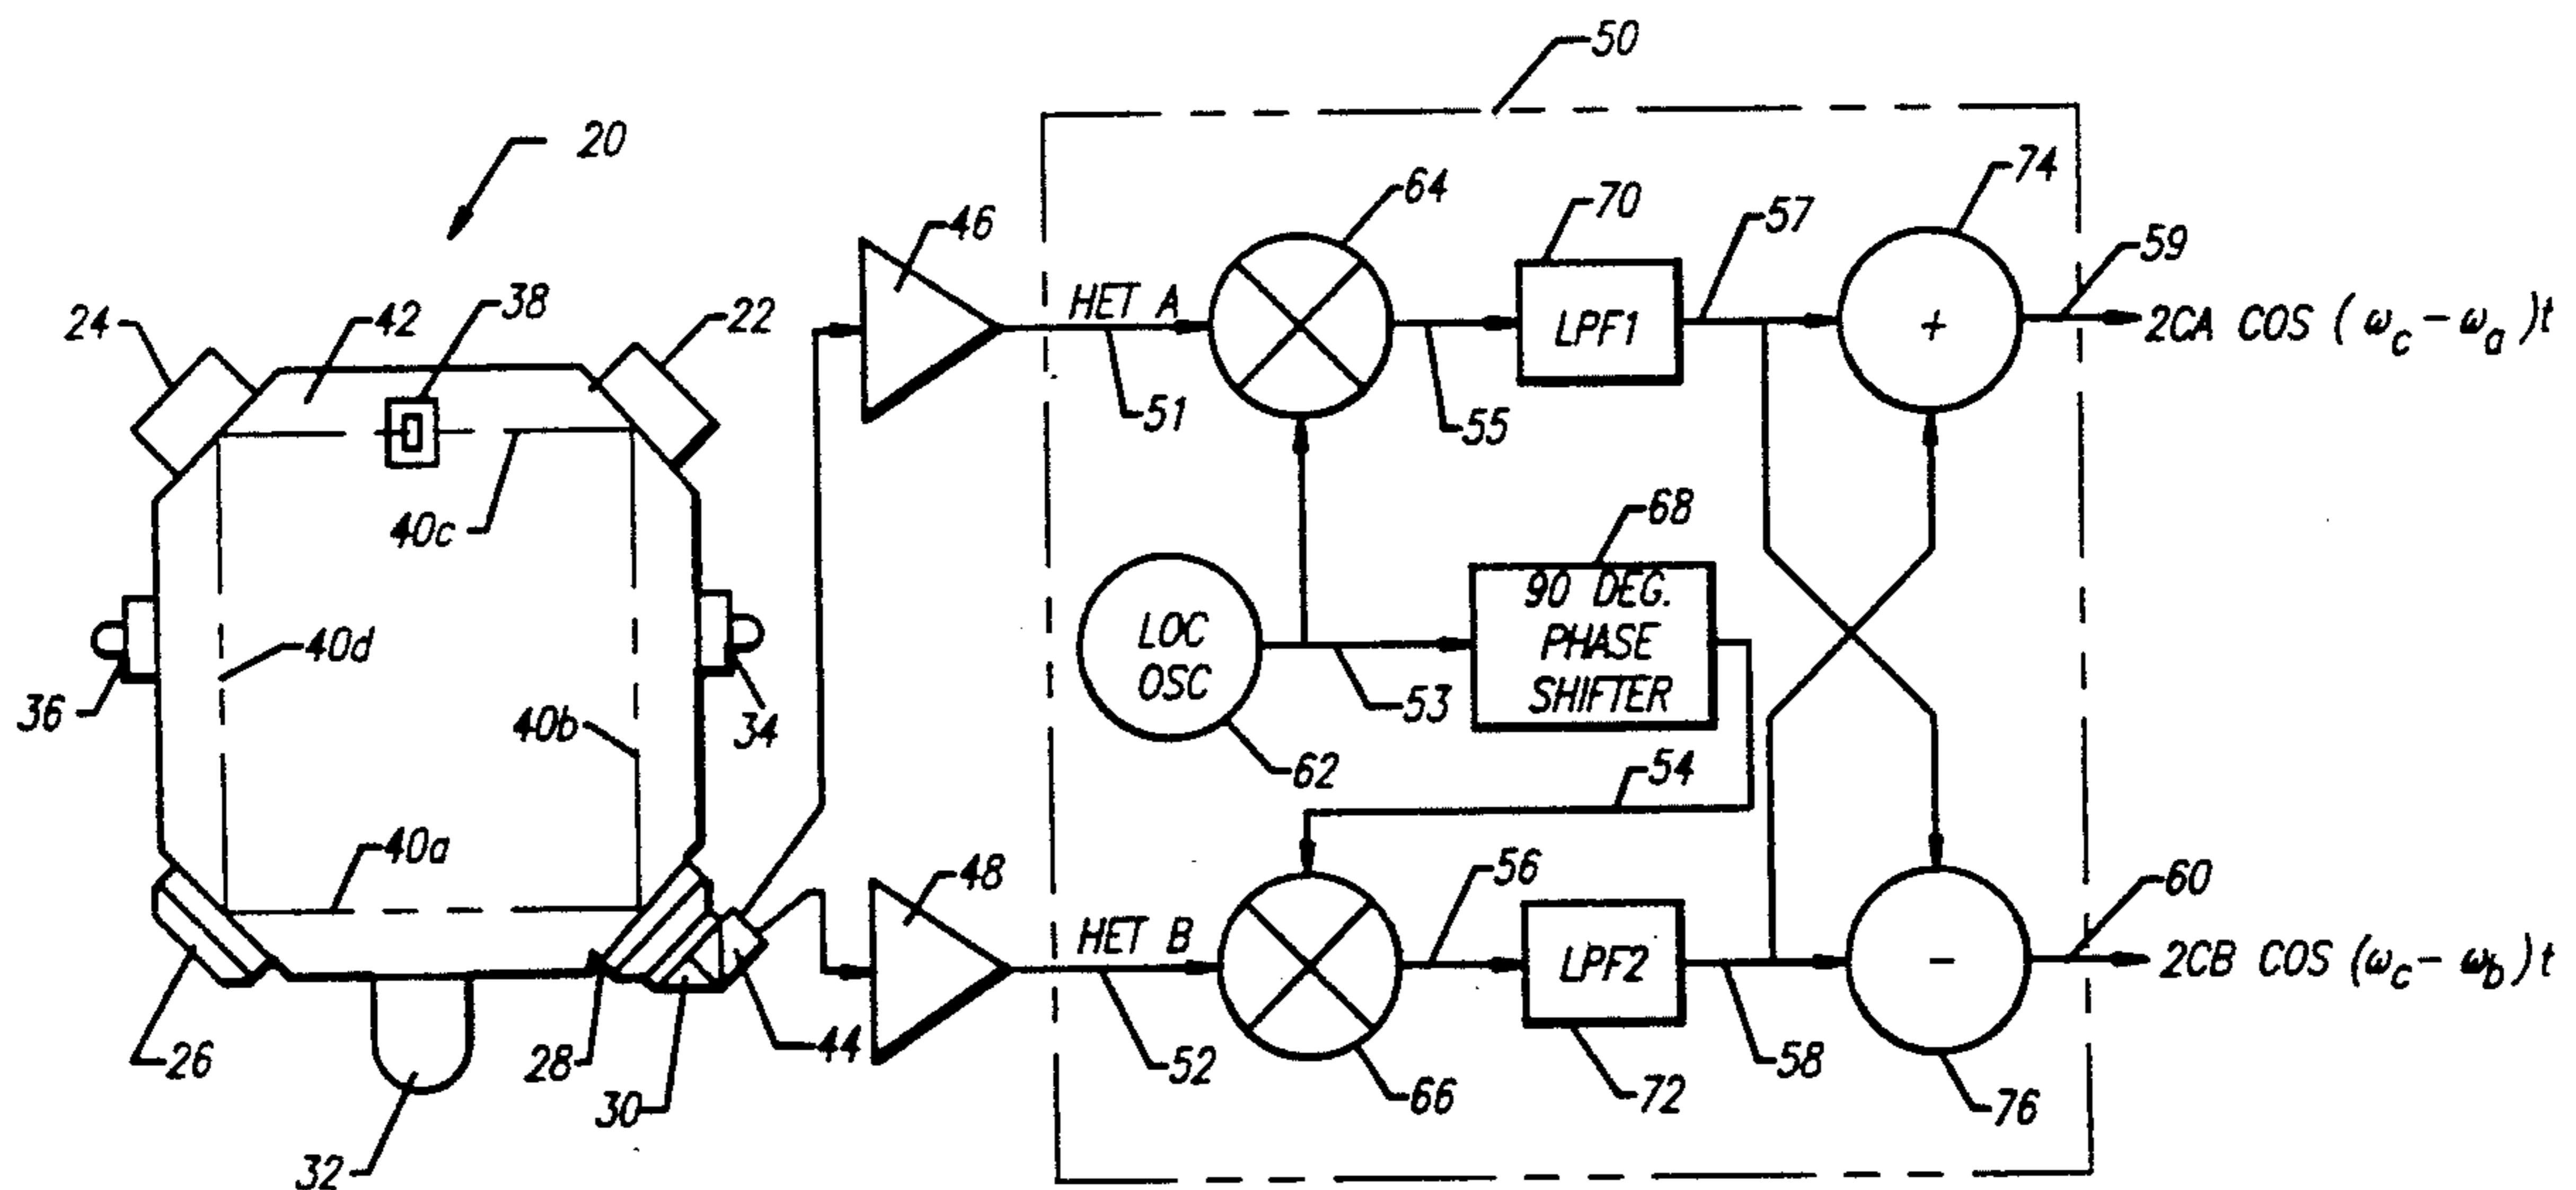 50
20
74
64
70
57
46
59
24
42
38
22
HET A
LPF1
+
2CA COS (ω_c - ω_a)t
51
55
40c
68
90 DEG.
PHASE
SHIFTER
LOC
OSC
40d
53
36
40b
34
62
54
40a
48
56
60
HET B
LPF2
-
2CB COS (ω_c - ω_b)t
26
28
44
52
58
30
66
72
76
32